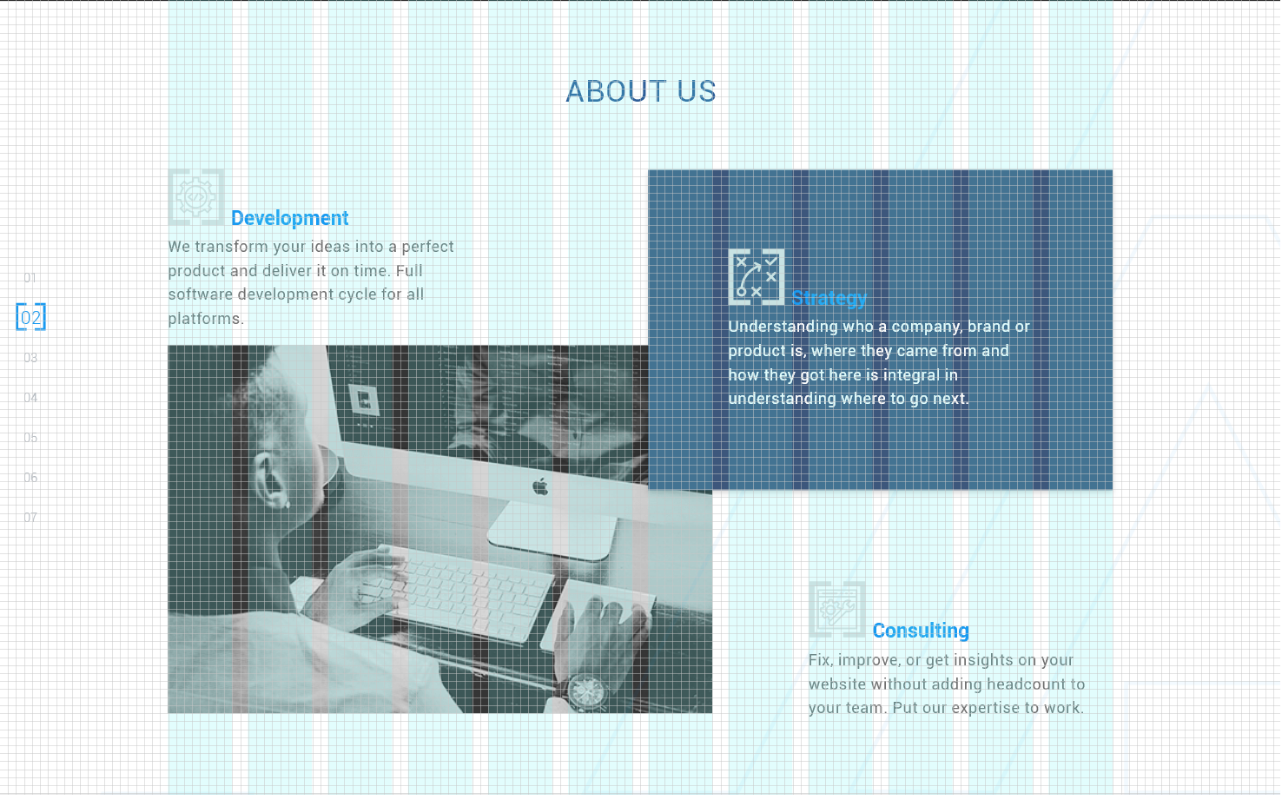 ABOUT US
Development
We transform your ideas into a perfect
product and deliver it on time. Full
software development cycle for all
platforms.
Strategy
Understanding who a company, brand or
product is, where they came from and
how they got here is integral in
understanding where to go next.
Consulting
Fix, improve, or get insights on your
website without adding headcount to
your team. Put our expertise to work.
01
[02]
03
04
05
06
07